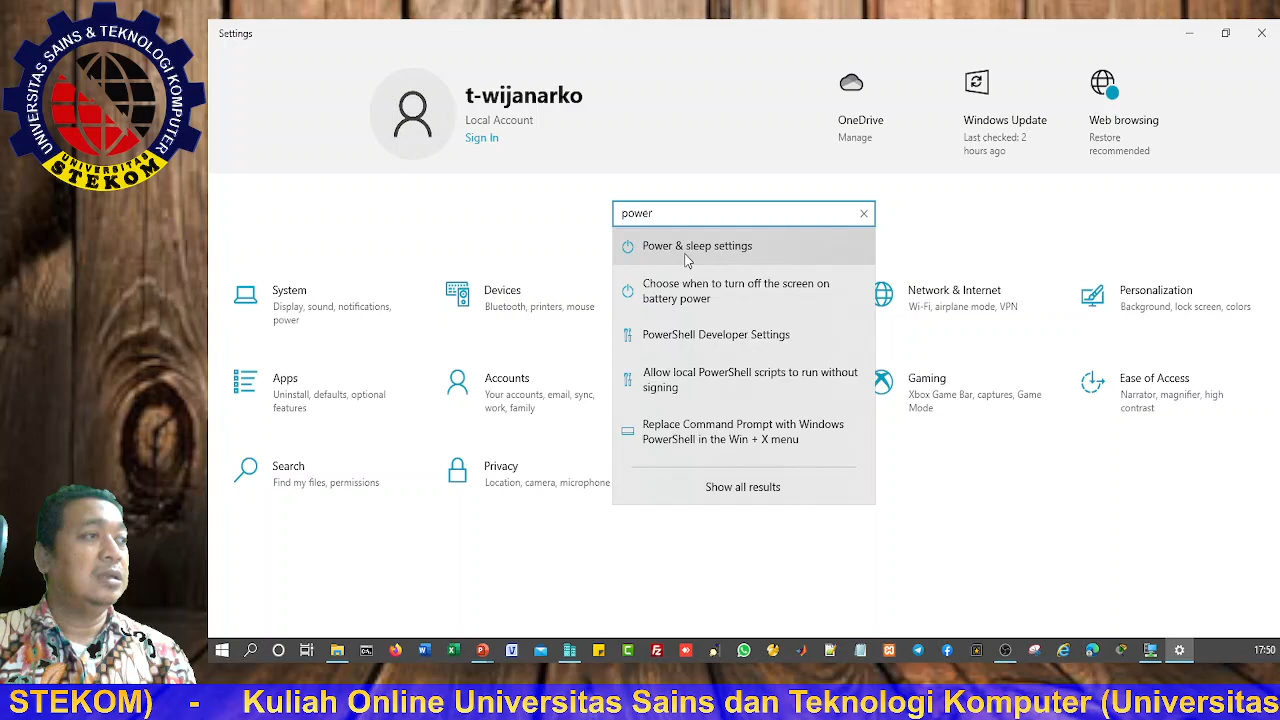 UNIVERSITAS SAINS & TEKNOLOGI KOMPUTER
UNIVERSITAS
STEKOM
Settings
t-wijanarko
Local Account
Sign In
OneDrive
Manage
Windows Update
Last checked: 2
hours ago
Web browsing
Restore
recommended
power
Power & sleep settings
Choose when to turn off the screen on
battery power
PowerShell Developer Settings
Allow local PowerShell scripts to run without
signing
Replace Command Prompt with Windows
PowerShell in the Win + X menu
Show all results
System
Display, sound, notifications,
power
Devices
Bluetooth, printers, mouse
Network & Internet
Wi-Fi, airplane mode, VPN
Personalization
Background, lock screen, colors
Apps
Uninstall, defaults, optional
features
Accounts
Your accounts, email, sync,
work, family
Gaming
Xbox Game Bar, captures, Game
Mode
Ease of Access
Narrator, magnifier, high
contrast
Search
Find my files, permissions
Privacy
Location, camera, microphone
17:50
STEKOM) - Kuliah Online Universitas Sains dan Teknologi Komputer (Universitas